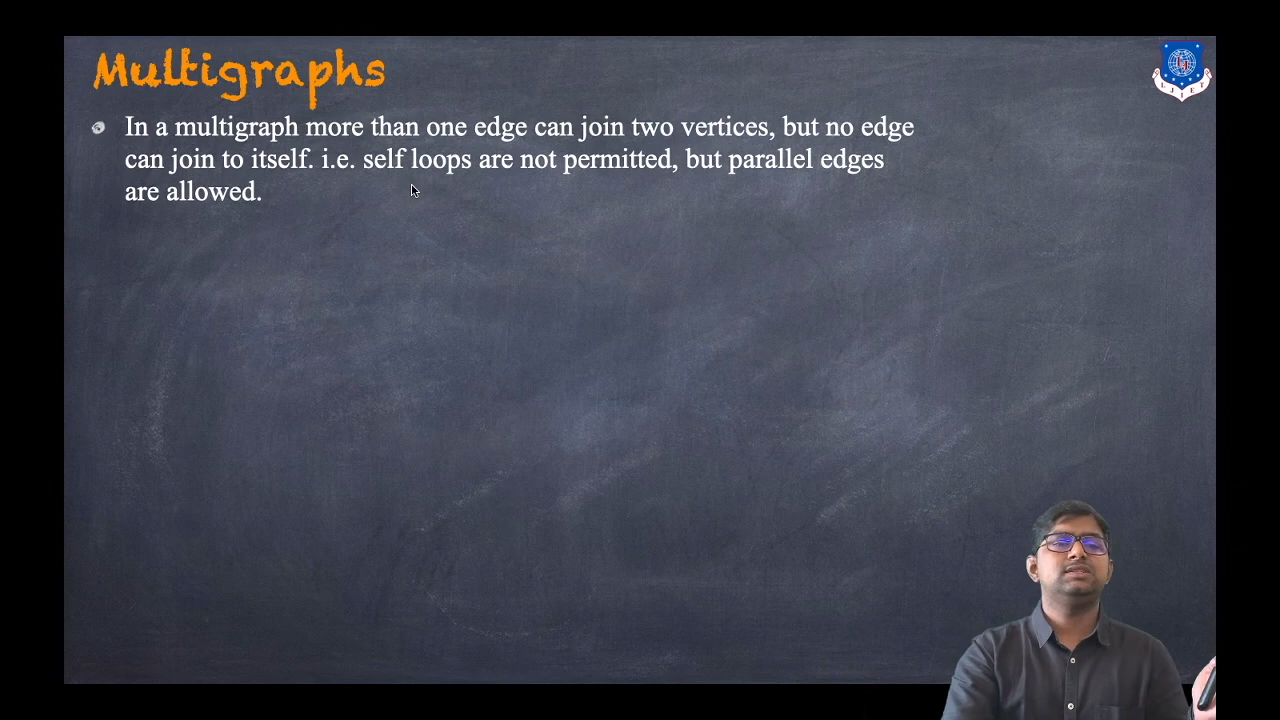 Multigraphs
In a multigraph more than one edge can join two vertices, but no edge
can join to itself. i.e. self loops are not permitted, but parallel edges
are allowed.
LJIET